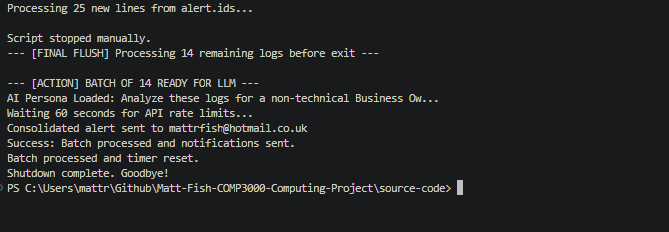 Processing 25 new lines from alert.ids...
Script stopped manually.
--- [FINAL FLUSH] Processing 14 remaining logs before exit ---
--- [ACTION] BATCH OF 14 READY FOR LLM ---
AI Persona Loaded: Analyze these logs for a non-technical Business Ow...
Waiting 60 seconds for API rate limits...
Consolidated alert sent to mattrfish@hotmail.co.uk
Success: Batch processed and notifications sent.
Batch processed and timer reset.
Shutdown complete. Goodbye!
PS C:\Users\mattr\Github\Matt-Fish-COMP3000-Computing-Project\source-code>